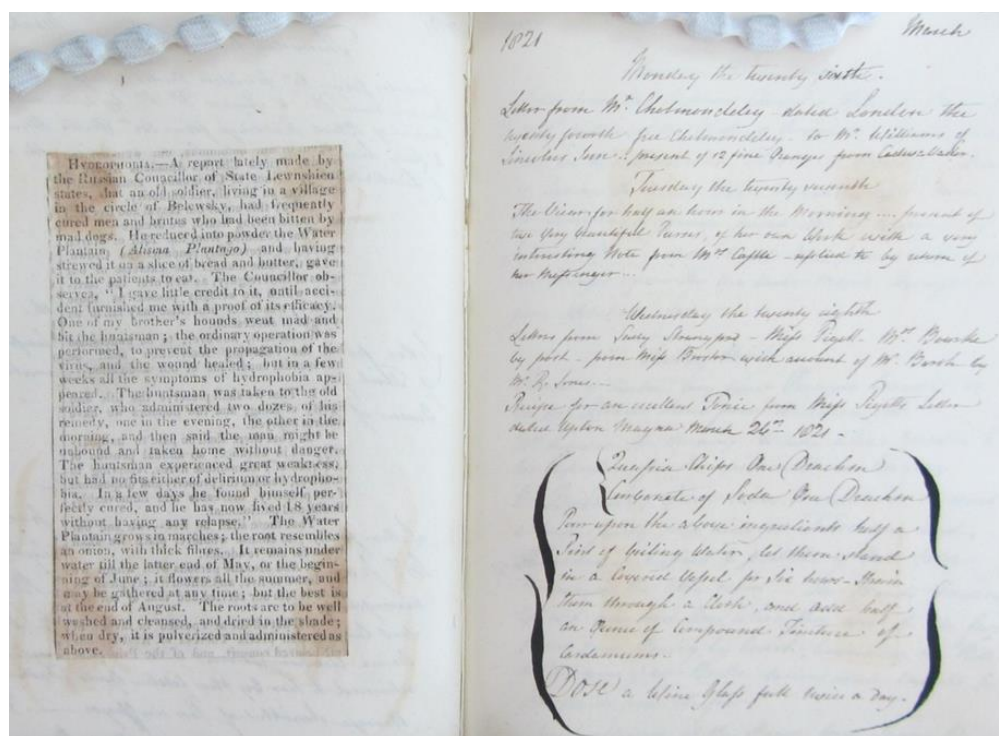 HYDROPHOBIA.—A report lately made by
the Russian Councillor of State Lewshien
states, that an old soldier, living in a village
in the circle of Belewsky, had frequently
cured men and brutes who had been bitten by
mad dogs. He reduced into powder the Water
Plantain (Alisma Plantajo) and having
strewed it on a slice of bread and butter, gave
it to the patients to eat. The Councillor ob-
serves, "I gave little credit to it, until acci-
dent furnished me with a proof of its efficacy.
One of my brother's hounds went mad and
bit the huntsman; the ordinary operation was
performed, to prevent the propagation of the
virus, and the wound healed; but in a few
weeks all the symptoms of hydrophobia ap-
peared. The huntsman was taken to the old
soldier, who administered two dozes of his
remedy, one in the evening, the other in the
morning, and then said the man might be
unbound and taken home without danger.
The huntsman experienced great weakness,
but had no fits either of delirium or hydropho-
bia. In a few days he found himself per-
fectly cured, and he has now lived 18 years
without having any relapse." The Water
Plantain grows in marches; the root resembles
an onion, with thick fibres. It remains under
water till the latter end of May, or the begin-
ning of June; it flowers all the summer, and
may be gathered at any time; but the best is
at the end of August. The roots are to be well
washed and cleansed, and dried in the shade;
when dry, it is pulverized and administered as
above.
1821 March
Monday the twenty sixth.
Letter from Mr. Cholmondeley dated London the
twenty fourth Cholmondeley to Mr. Williams of
Lincolns Inn present of 12 fine Oranges from
Tuesday the twenty seventh
The Vicar for half an hour in the Morning ... present of
two very beautiful Purses, of her own Work with a very
interesting Note from Mrs. replied to by return of
her Messenger...
Wednesday the twenty eighth
Letters from Miss Pigott Mrs. Bourke
by post from Miss with account of Mr. by
Mr.
Recipe for an excellent Tonic from Miss Pigotts Letter
dated Upton Magna March 24th 1821 -
Quassia Chips One Drachm
Carbonate of Soda One Drachm
Pour upon the above ingredients half a
Pint of boiling Water, let them stand
in a Covered Vessel for Six hours - Strain
them through a Cloth, and add half
an Ounce of Compound Tincture of
Cardamums.
Dose a Wine Glass full twice a Day.